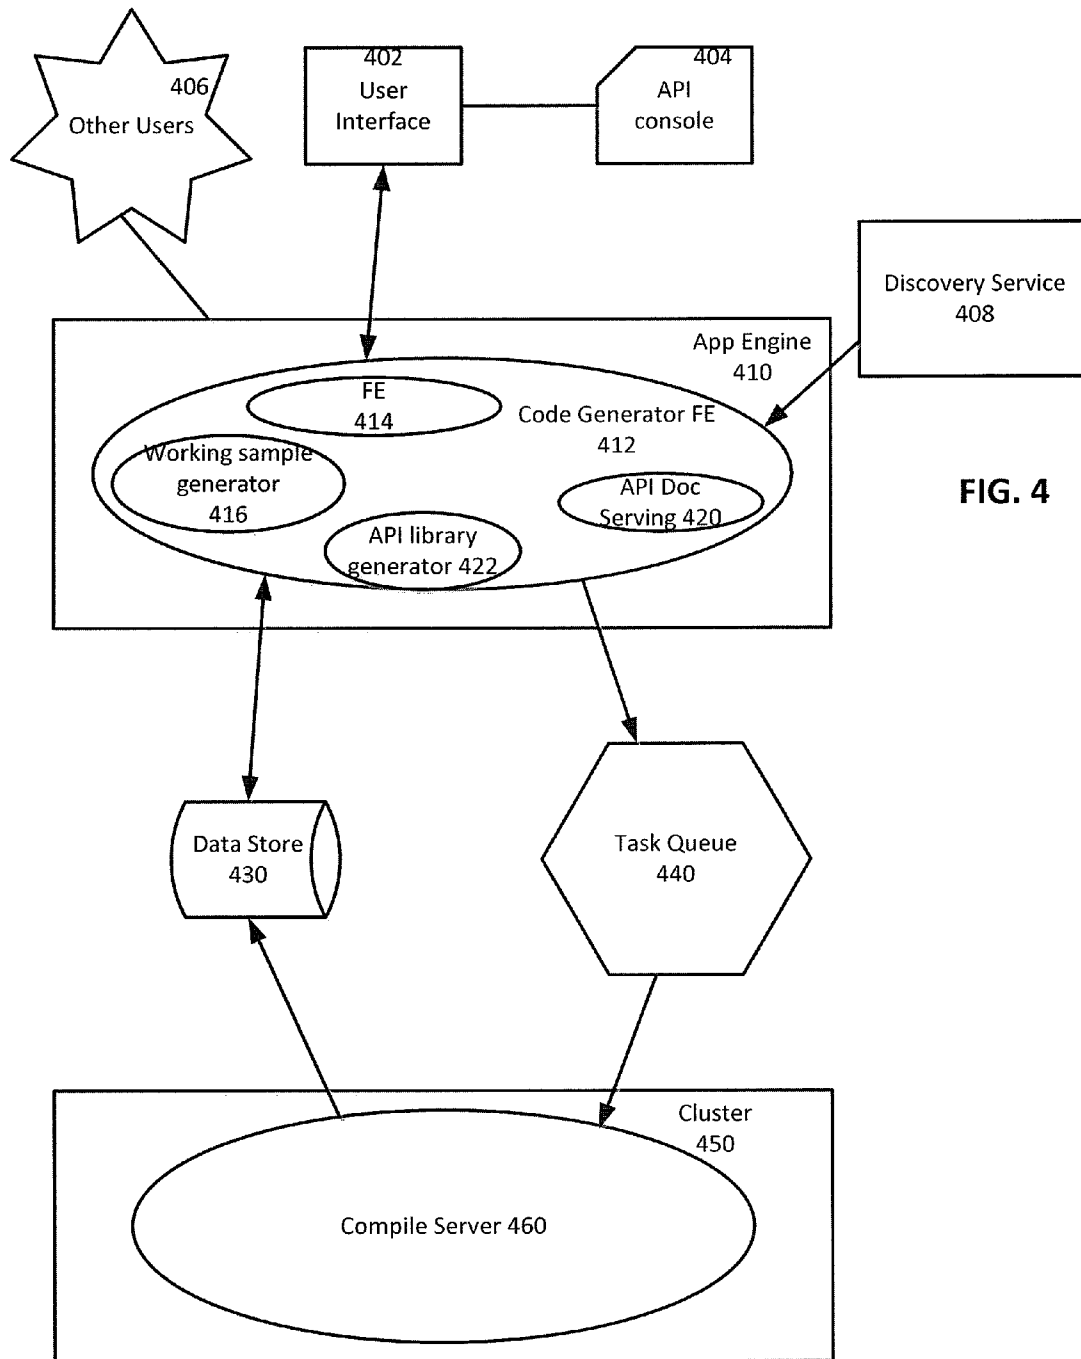 406
Other Users
402
User
Interface
404
API
console
Discovery Service
408
App Engine
410
FE
414
Code Generator FE
412
Working sample
generator
416
API Doc
Serving 420
API library
generator 422
FIG. 4
Data Store
430
Task Queue
440
Cluster
450
Compile Server 460